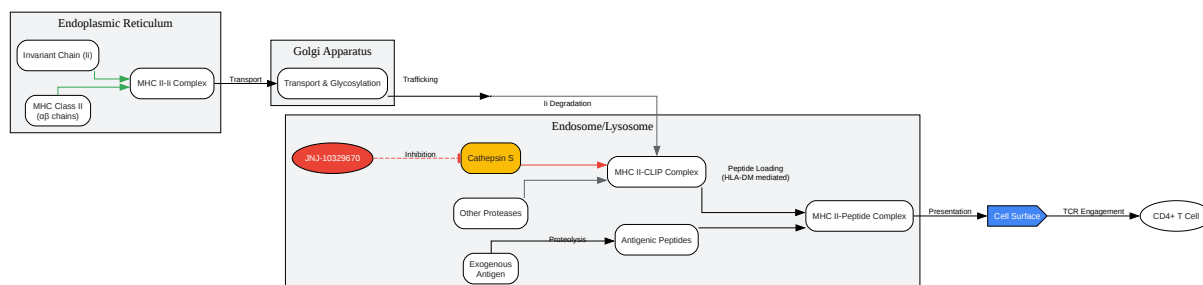 Endoplasmic Reticulum
Invariant Chain (Ii)
MHC II-Ii Complex
MHC Class II
(αβ chains)
Transport
Golgi Apparatus
Transport & Glycosylation
Trafficking
Ii Degradation
Endosome/Lysosome
JNJ-10329670
Inhibition
Cathepsin S
MHC II-CLIP Complex
Other Proteases
Peptide Loading
(HLA-DM mediated)
Exogenous
Antigen
Proteolysis
Antigenic Peptides
MHC II-Peptide Complex
Presentation
Cell Surface
TCR Engagement
CD4+ T Cell